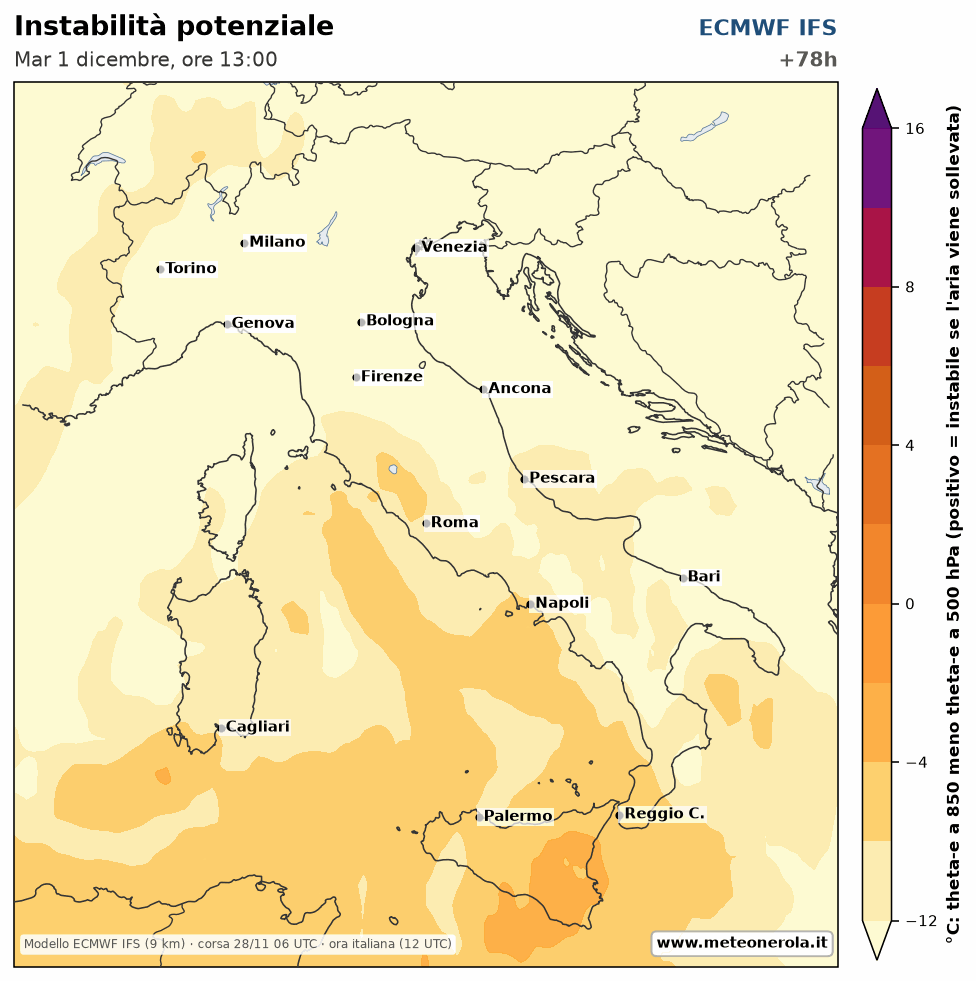 Instabilità potenziale
ECMWF IFS
Mar 1 dicembre, ore 13:00
+78h
Milano
Venezia
Torino
Genova
Bologna
Firenze
Ancona
Pescara
Roma
Bari
Napoli
Cagliari
Palermo
Reggio C.
16
8
4
0
−4
−12
°C: theta-e a 850 meno theta-e a 500 hPa (positivo = instabile se l'aria viene sollevata)
Modello ECMWF IFS (9 km) · corsa 28/11 06 UTC · ora italiana (12 UTC)
www.meteonerola.it